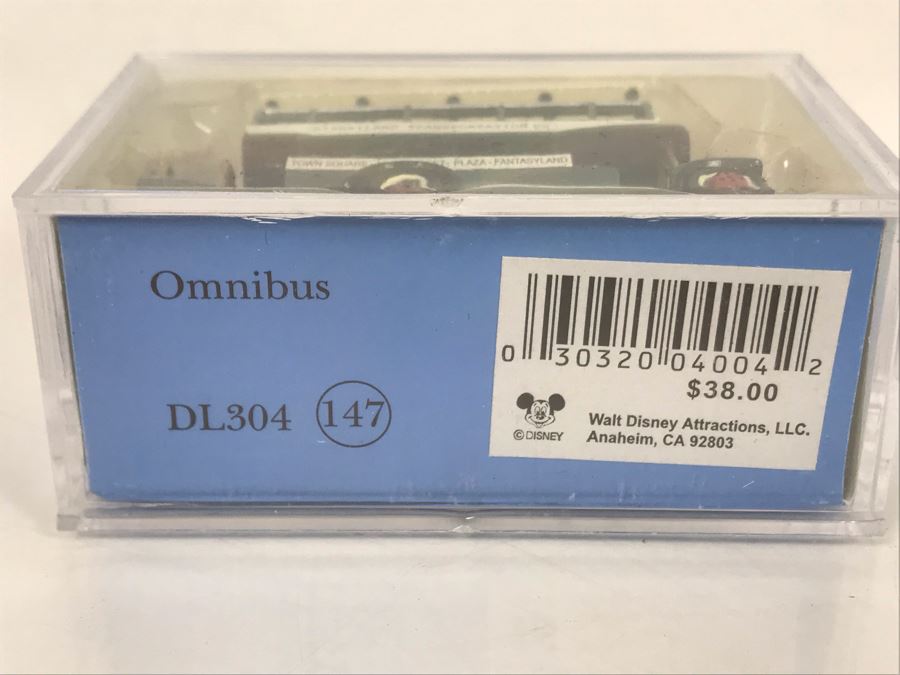 TOWN SQUARE - PLAZA - FANTASYLAND
Omnibus
DL304 147
0 30320 04004 2
$38.00
© DISNEY
Walt Disney Attractions, LLC.
Anaheim, CA 92803